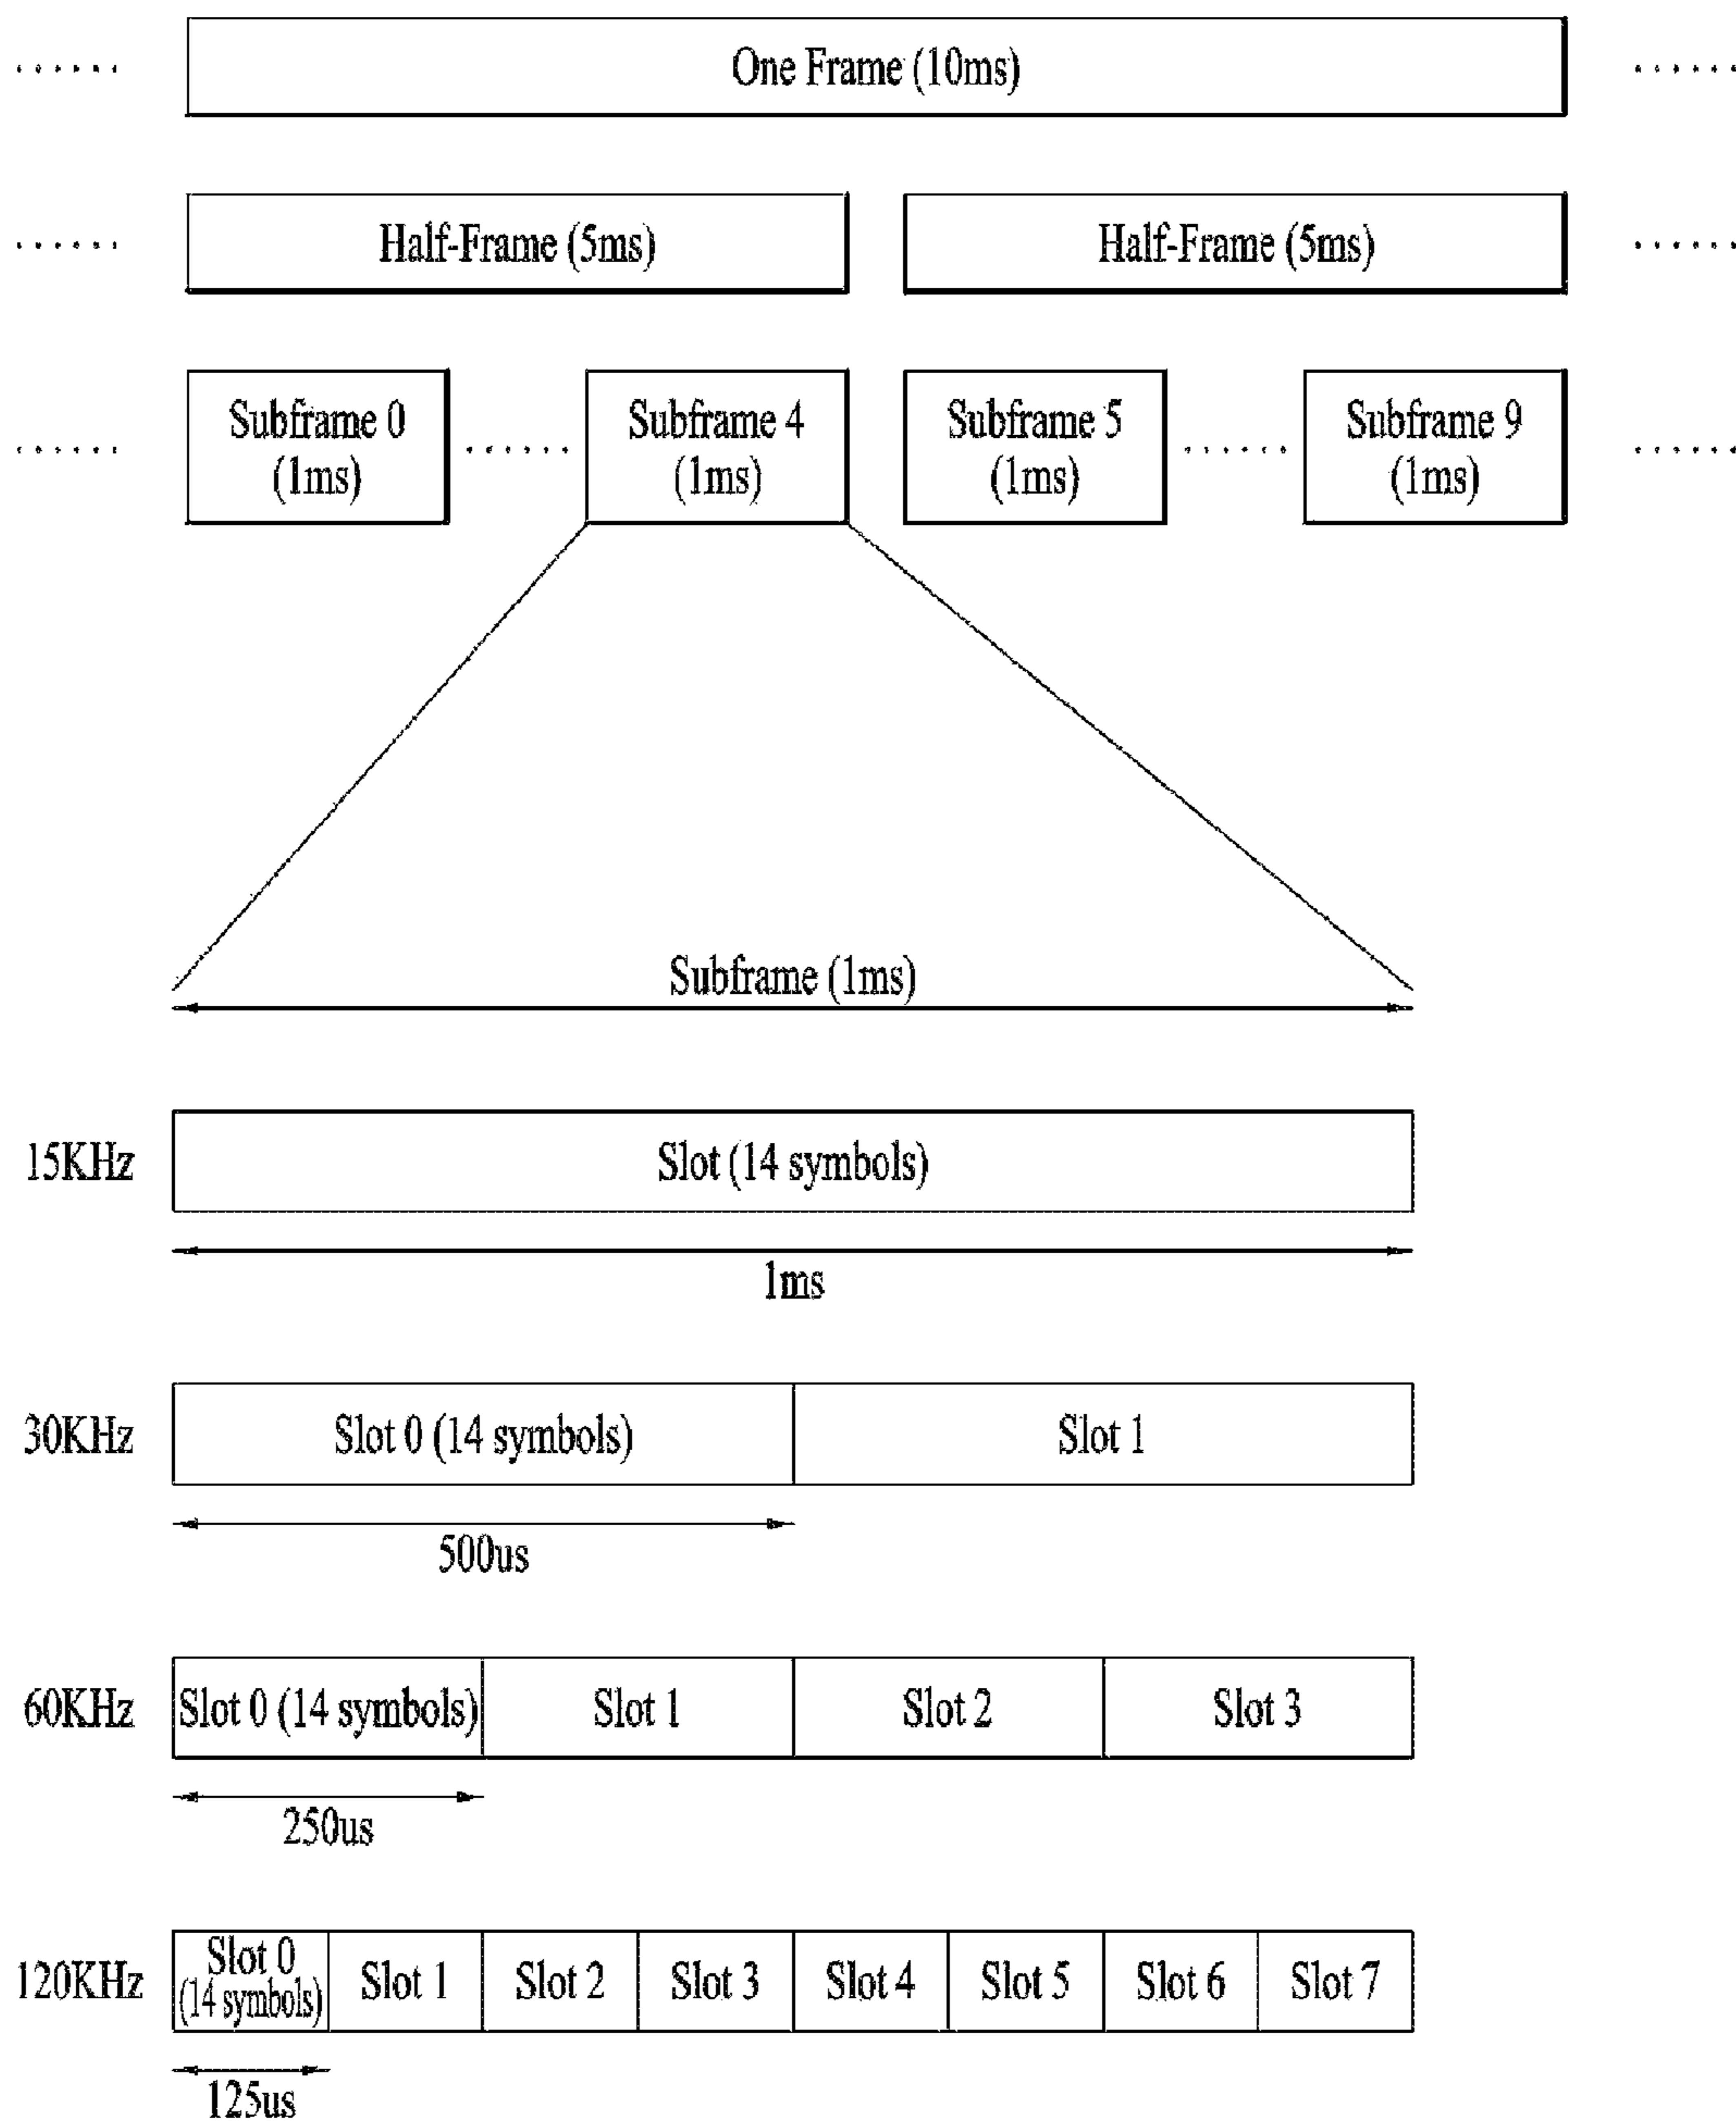 One Frame (10ms)
Half-Frame (5ms)
Half-Frame (5ms)
Subframe 0
(1ms)
Subframe 4
(1ms)
Subframe 5
(1ms)
Subframe 9
(1ms)
Subframe (1ms)
15KHz
Slot (14 symbols)
1ms
30KHz
Slot 0 (14 symbols)
Slot 1
500us
60KHz
Slot 0 (14 symbols)
Slot 1
Slot 2
Slot 3
250us
120KHz
Slot 0
(14 symbols)
Slot 1
Slot 2
Slot 3
Slot 4
Slot 5
Slot 6
Slot 7
125us